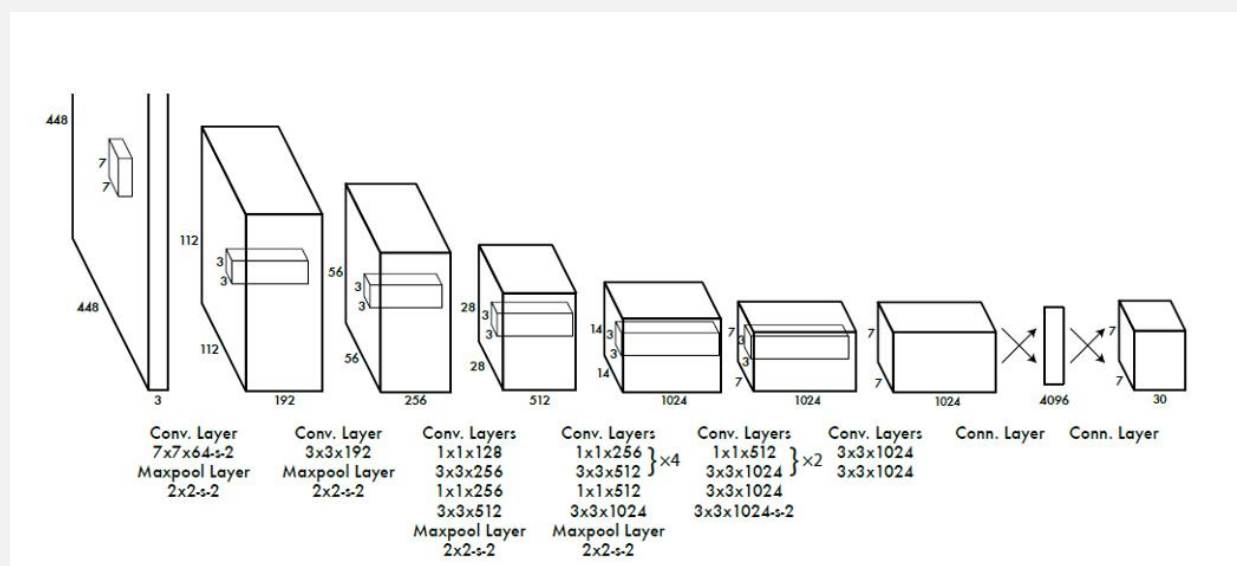 448
7
7
448
3
112
3
3
112
192
56
3
3
56
256
28
3
3
28
512
14
3
3
14
1024
7
3
3
7
1024
7
7
1024
4096
7
7
30
Conv. Layer
7x7x64-s-2
Maxpool Layer
2x2-s-2
Conv. Layer
3x3x192
Maxpool Layer
2x2-s-2
Conv. Layers
1x1x128
3x3x256
1x1x256
3x3x512
Maxpool Layer
2x2-s-2
Conv. Layers
1x1x256
3x3x512
}×4
1x1x512
3x3x1024
Maxpool Layer
2x2-s-2
Conv. Layers
1x1x512
3x3x1024
}×2
3x3x1024
3x3x1024-s-2
Conv. Layers
3x3x1024
3x3x1024
Conn. Layer
Conn. Layer